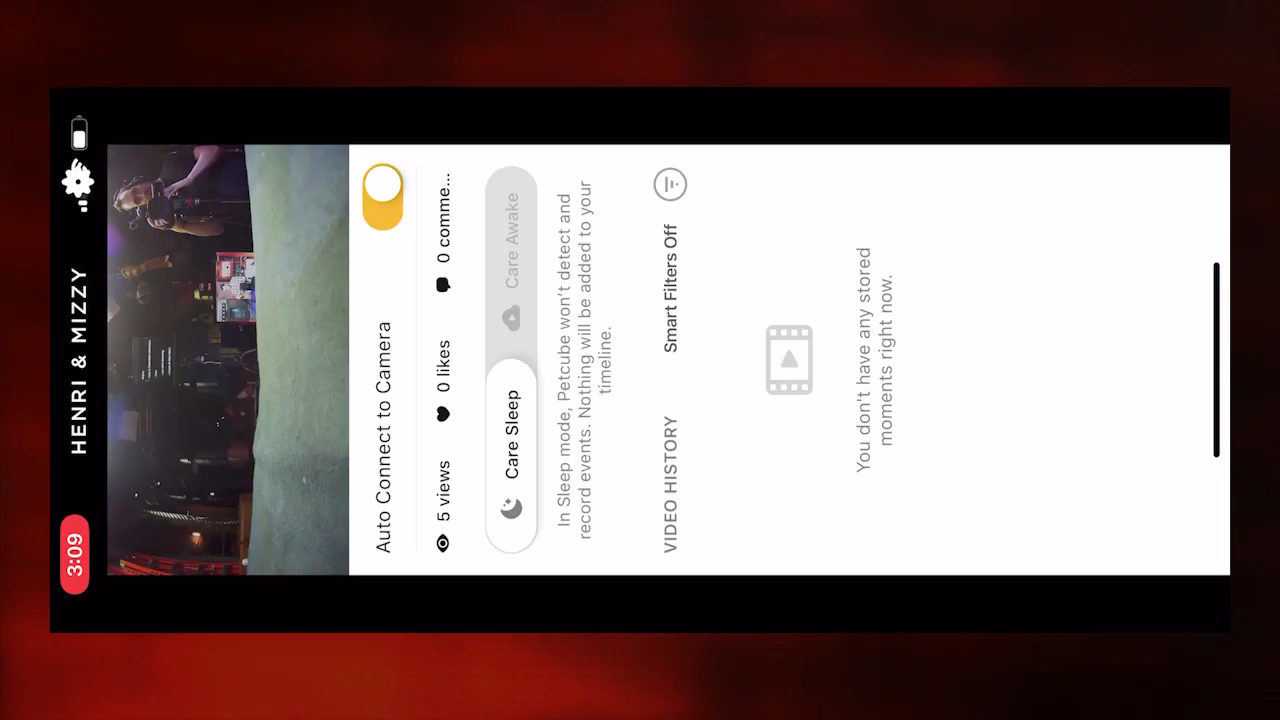 3:09
HENRI & MIZZY
Auto Connect to Camera
5 views
0 likes
0 comme...
Care Sleep
Care Awake
In Sleep mode, Petcube won't detect and
record events. Nothing will be added to your
timeline.
VIDEO HISTORY
Smart Filters Off
You don't have any stored
moments right now.